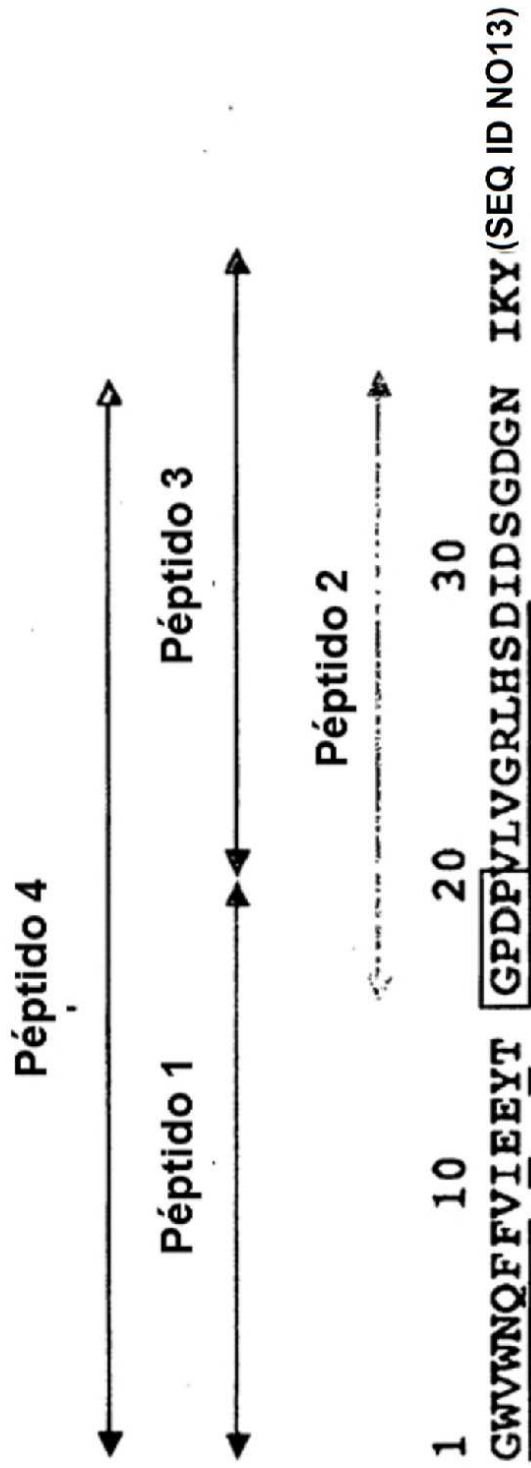 Péptido 4
Péptido 1 Péptido 3
Péptido 2
1 10 20 30
GWVWNQFFVIEEYT GPDPVLVGRLHSDIDSGDGN IKY (SEQ ID NO13)